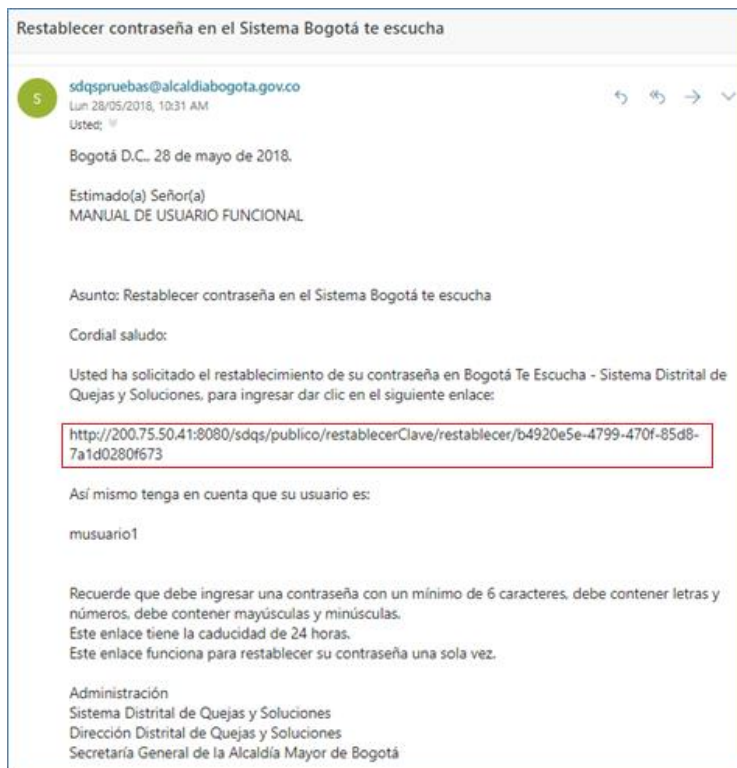 Restablecer contraseña en el Sistema Bogotá te escucha
S
sdqspruebas@alcaldiabogota.gov.co
Lun 28/05/2018, 10:31 AM
Usted;
Bogotá D.C.. 28 de mayo de 2018.
Estimado(a) Señor(a)
MANUAL DE USUARIO FUNCIONAL
Asunto: Restablecer contraseña en el Sistema Bogotá te escucha
Cordial saludo:
Usted ha solicitado el restablecimiento de su contraseña en Bogotá Te Escucha - Sistema Distrital de
Quejas y Soluciones, para ingresar dar clic en el siguiente enlace:
http://200.75.50.41:8080/sdqs/publico/restablecerClave/restablecer/b4920e5e-4799-470f-85d8-
7a1d0280f673
Así mismo tenga en cuenta que su usuario es:
musuario1
Recuerde que debe ingresar una contraseña con un mínimo de 6 caracteres, debe contener letras y
números, debe contener mayúsculas y minúsculas.
Este enlace tiene la caducidad de 24 horas.
Este enlace funciona para restablecer su contraseña una sola vez.
Administración
Sistema Distrital de Quejas y Soluciones
Dirección Distrital de Quejas y Soluciones
Secretaría General de la Alcaldía Mayor de Bogotá